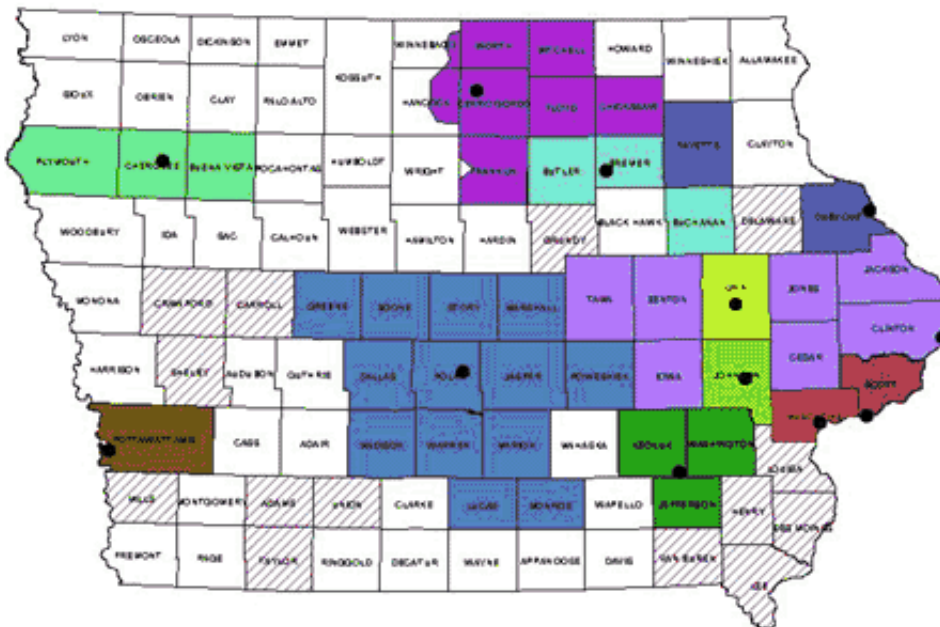 LYON OSCEOLA DICKINSON EMMET WINNEBAGO WORTH MITCHELL HOWARD WINNESHIEK ALLAMAKEE
KOSSUTH
SIOUX OBRIEN CLAY PALO ALTO HANCOCK CERRO GORDO FLOYD CHICKASAW
PLYMOUTH CHEROKEE BUENA VISTA POCAHONTAS HUMBOLDT WRIGHT FRANKLIN BUTLER BREMER FAYETTE CLAYTON
WOODBURY IDA SAC CALHOUN WEBSTER HAMILTON HARDIN GRUNDY BLACK HAWK BUCHANAN DELAWARE DUBUQUE
MONONA CRAWFORD CARROLL GREENE BOONE STORY MARSHALL TAMA BENTON LINN JONES JACKSON
CLINTON
HARRISON SHELBY AUDUBON GUTHRIE DALLAS POLK JASPER POWESHIEK IOWA JOHNSON CEDAR SCOTT
MUSCATINE
POTTAWATTAMIE CASS ADAIR MADISON WARREN MARION MAHASKA KEOKUK WASHINGTON LOUISA
MILLS MONTGOMERY ADAMS UNION CLARKE LUCAS MONROE WAPELLO JEFFERSON HENRY DES MOINES
FREMONT PAGE TAYLOR RINGGOLD DECATUR WAYNE APPANOOSE DAVIS VAN BUREN LEE